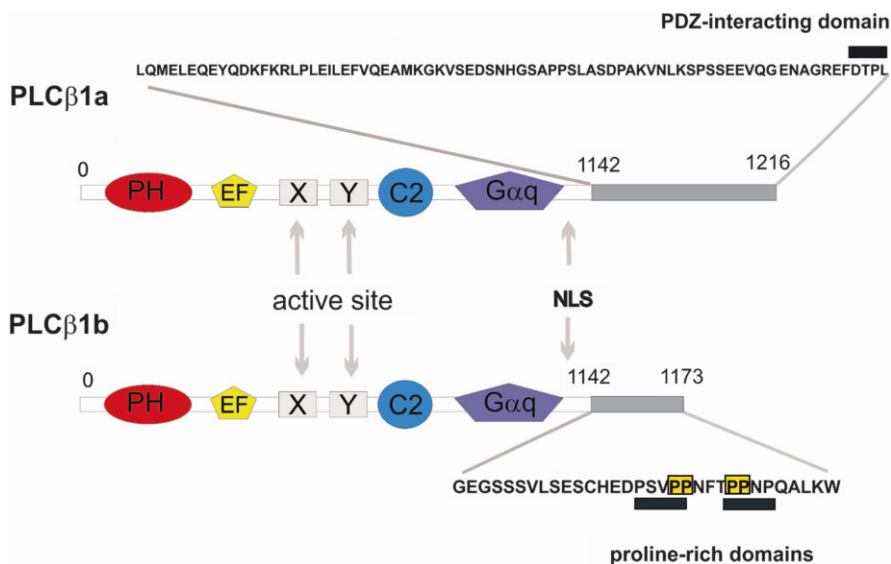 PDZ-interacting domain
LQMELEQEYQDKFKRLPLEILEFVQEAMKGKVSEDSNHGSAPPSLASDPAKVNLKSPSSEEVQGENAGREFDTPL
PLCβ1a
0 1142 1216
PH EF X Y C2 Gαq
active site NLS
PLCβ1b
0 1142 1173
PH EF X Y C2 Gαq
GEGSSSVLSESCHEDPSVPPNFTPPNPQALKW
proline-rich domains